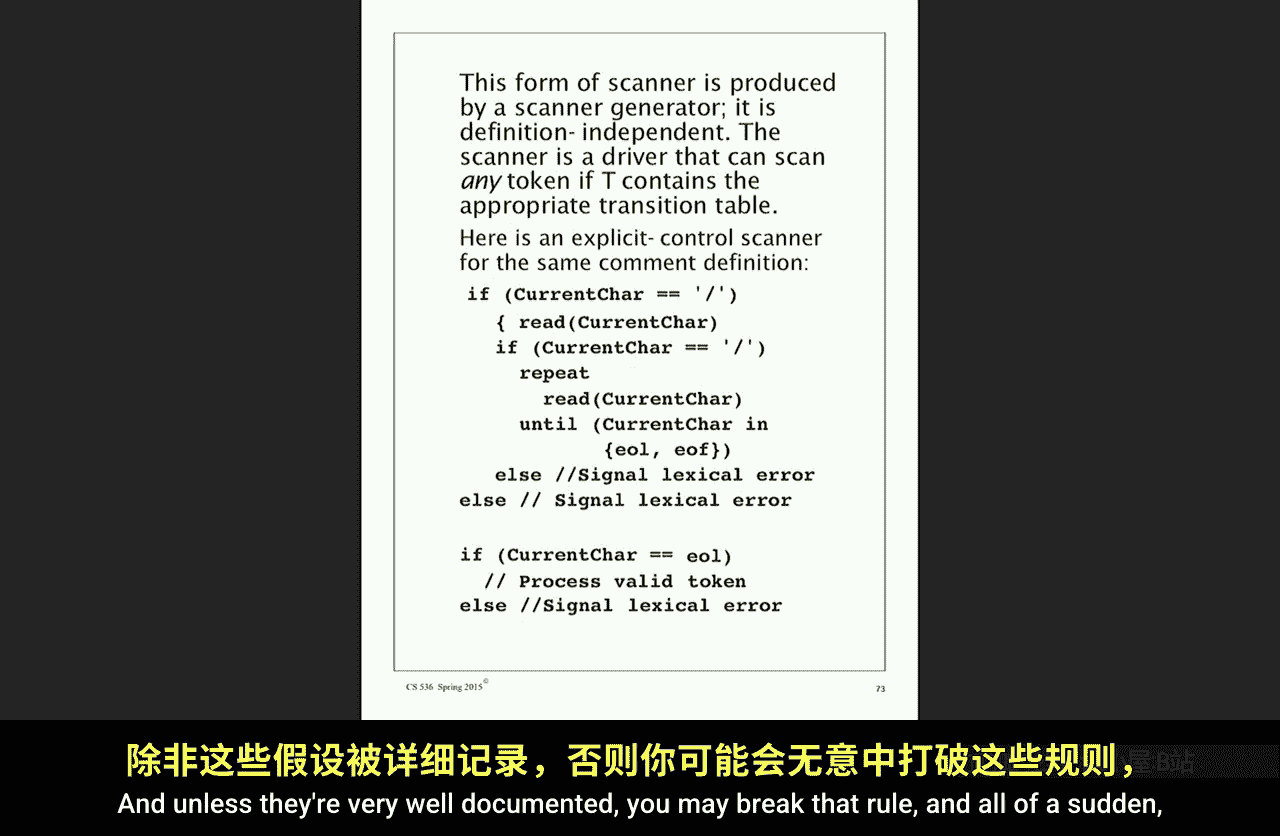 This form of scanner is produced
by a scanner generator; it is
definition- independent. The
scanner is a driver that can scan
any token if T contains the
appropriate transition table.
Here is an explicit- control scanner
for the same comment definition:
if (CurrentChar == '/')
{ read(CurrentChar)
if (CurrentChar == '/')
repeat
read(CurrentChar)
until (CurrentChar in
{eol, eof})
else //Signal lexical error
else // Signal lexical error
if (CurrentChar == eol)
// Process valid token
else //Signal lexical error
CS 536 Spring 2015©
73
除非这些假设被详细记录，否则你可能会无意中打破这些规则，
屋B站
And unless they're very well documented, you may break that rule, and all of a sudden,